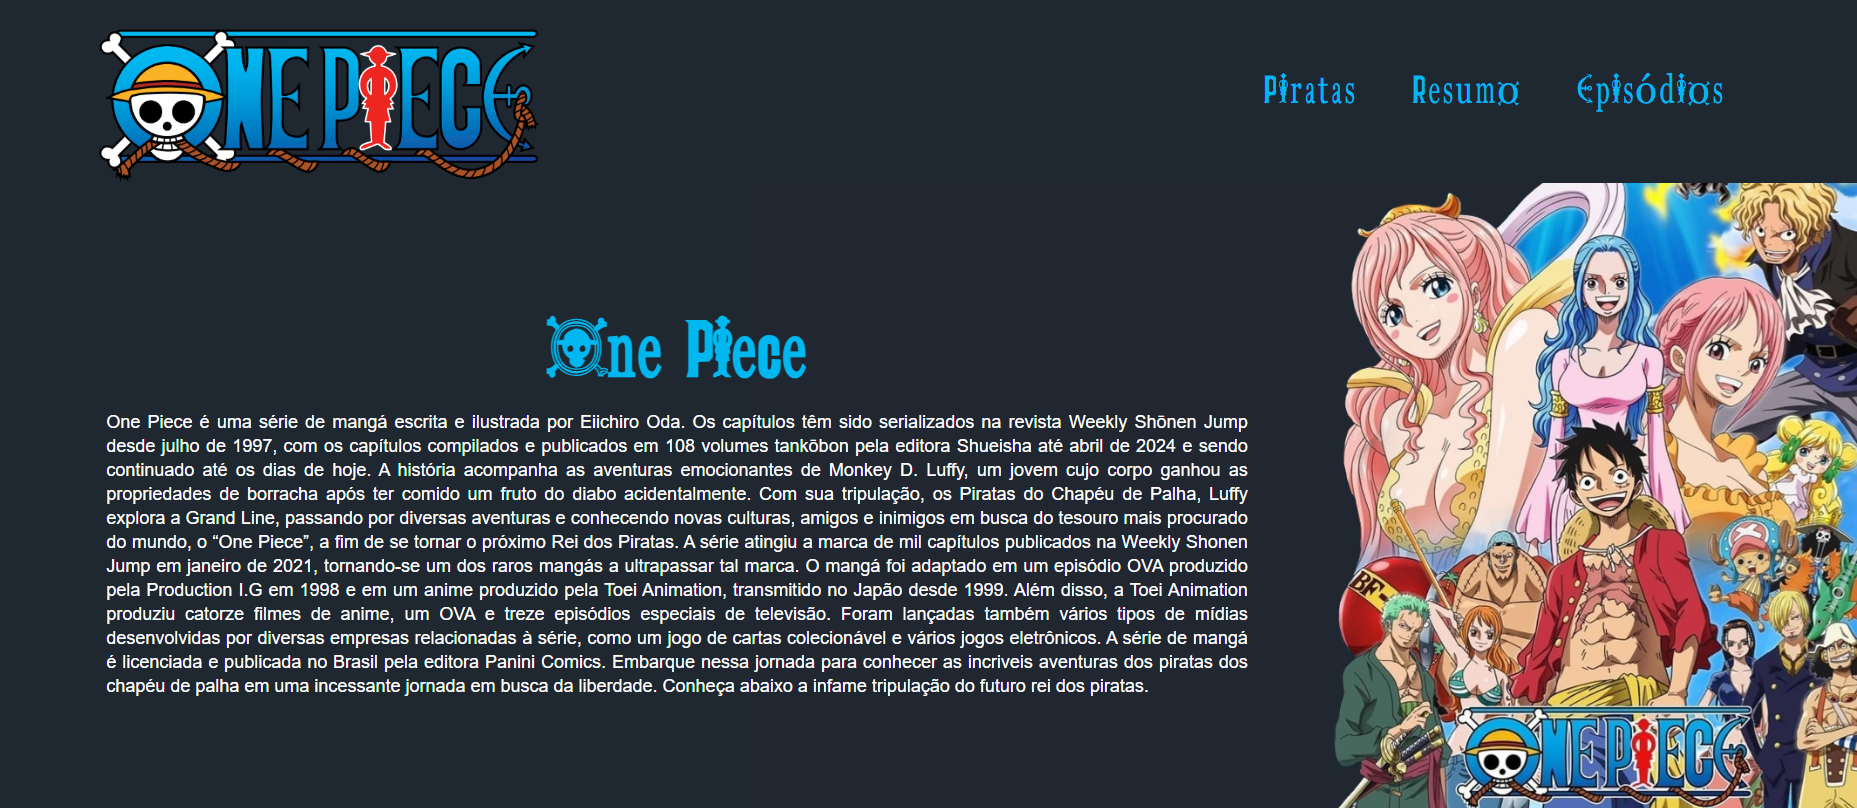 ONE PIECE
Piratas Resumo Episódios
One Piece
One Piece é uma série de mangá escrita e ilustrada por Eiichiro Oda. Os capítulos têm sido serializados na revista Weekly Shōnen Jump
desde julho de 1997, com os capítulos compilados e publicados em 108 volumes tankōbon pela editora Shueisha até abril de 2024 e sendo
continuado até os dias de hoje. A história acompanha as aventuras emocionantes de Monkey D. Luffy, um jovem cujo corpo ganhou as
propriedades de borracha após ter comido um fruto do diabo acidentalmente. Com sua tripulação, os Piratas do Chapéu de Palha, Luffy
explora a Grand Line, passando por diversas aventuras e conhecendo novas culturas, amigos e inimigos em busca do tesouro mais procurado
do mundo, o “One Piece”, a fim de se tornar o próximo Rei dos Piratas. A série atingiu a marca de mil capítulos publicados na Weekly Shonen
Jump em janeiro de 2021, tornando-se um dos raros mangás a ultrapassar tal marca. O mangá foi adaptado em um episódio OVA produzido
pela Production I.G em 1998 e em um anime produzido pela Toei Animation, transmitido no Japão desde 1999. Além disso, a Toei Animation
produziu catorze filmes de anime, um OVA e treze episódios especiais de televisão. Foram lançadas também vários tipos de mídias
desenvolvidas por diversas empresas relacionadas à série, como um jogo de cartas colecionável e vários jogos eletrônicos. A série de mangá
é licenciada e publicada no Brasil pela editora Panini Comics. Embarque nessa jornada para conhecer as incriveis aventuras dos piratas dos
chapéu de palha em uma incessante jornada em busca da liberdade. Conheça abaixo a infame tripulação do futuro rei dos piratas.
BF-
ONE PIECE